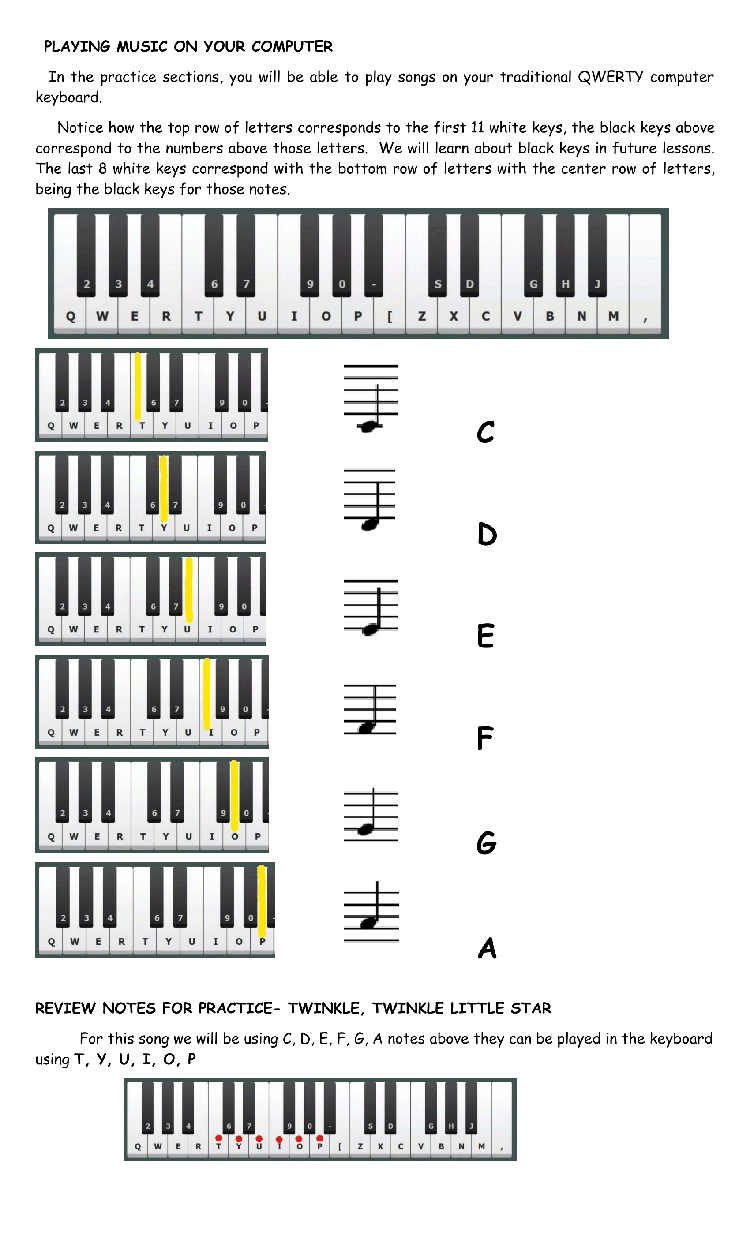 PLAYING MUSIC ON YOUR COMPUTER
In the practice sections, you will be able to play songs on your traditional QWERTY computer
keyboard.
Notice how the top row of letters corresponds to the first 11 white keys, the black keys above
correspond to the numbers above those letters. We will learn about black keys in future lessons.
The last 8 white keys correspond with the bottom row of letters with the center row of letters,
being the black keys for those notes.
2 3 4 6 7 9 0 - S D G H J
Q W E R T Y U I O P [ Z X C V B N M ,
2 3 4 6 7 9 0 -
Q W E R T Y U I O P
C
2 3 4 6 7 9 0
Q W E R T Y U I O P
D
2 3 4 6 7 9 0
Q W E R T Y U I O P
E
2 3 4 6 7 9 0 -
Q W E R T Y U I O P
F
2 3 4 6 7 9 0 -
Q W E R T Y U I O P
G
2 3 4 6 7 9 0 -
Q W E R T Y U I O P
A
REVIEW NOTES FOR PRACTICE- TWINKLE, TWINKLE LITTLE STAR
For this song we will be using C, D, E, F, G, A notes above they can be played in the keyboard
using T, Y, U, I, O, P
2 3 4 6 7 9 0 - S D G H J
Q W E R T Y U I O P [ Z X C V B N M ,